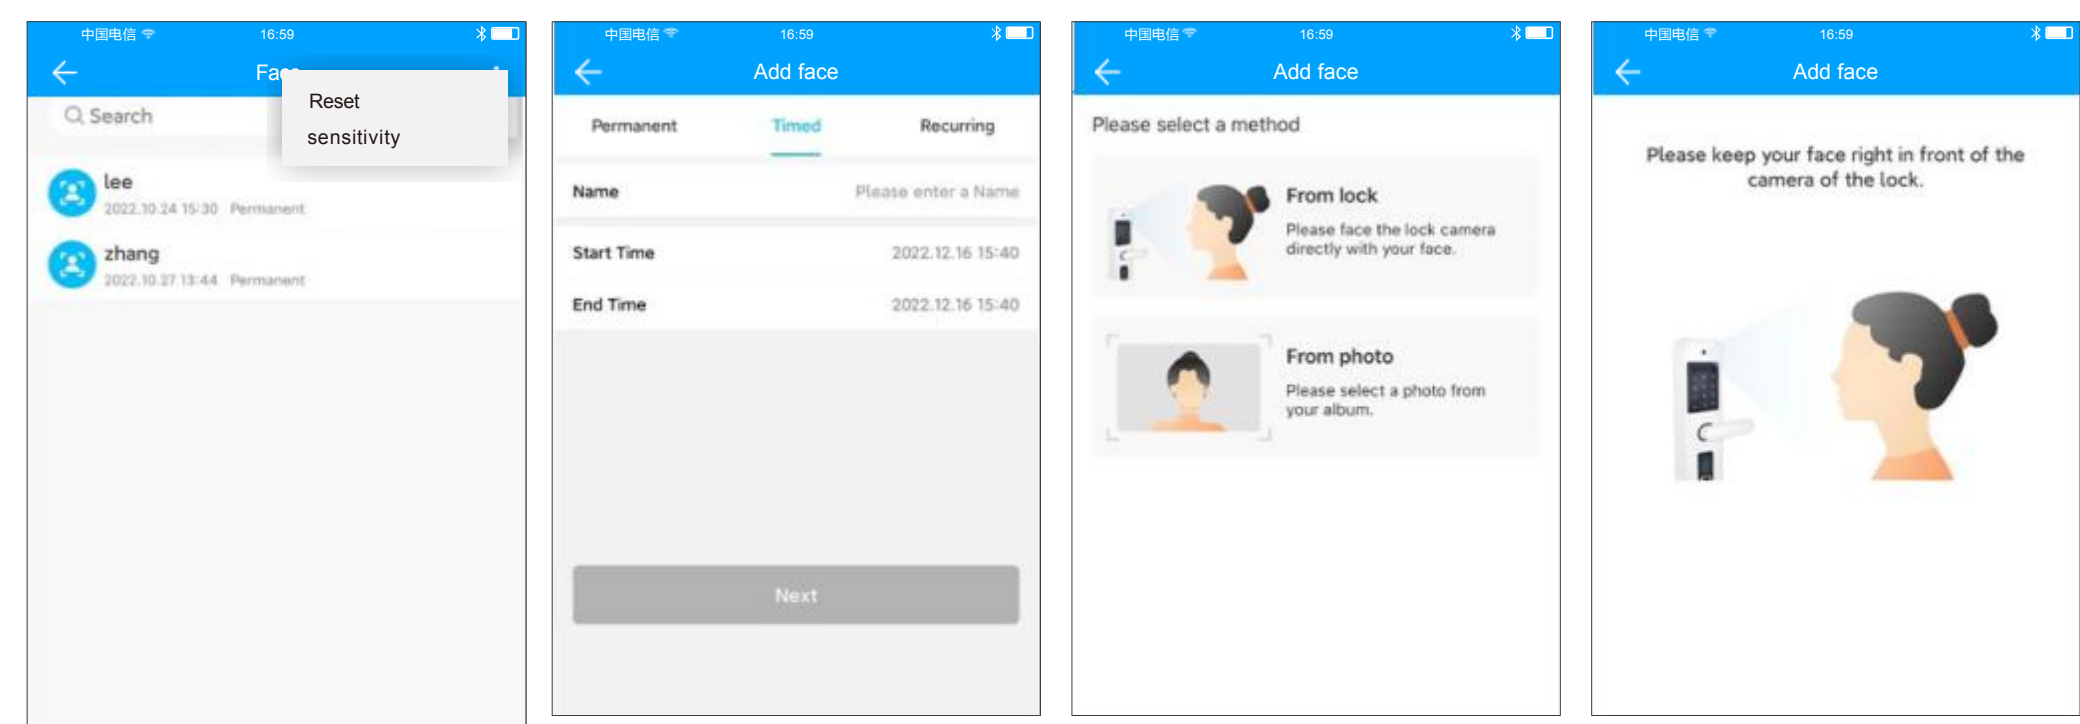 中国电信
16:59
Face
Reset
sensitivity
Search
lee
2022.10.24 15:30 Permanent
zhang
2022.10.27 13:44 Permanent
中国电信
16:59
Add face
Permanent
Timed
Recurring
Name
Please enter a Name
Start Time
2022.12.16 15:40
End Time
2022.12.16 15:40
Next
中国电信
16:59
Add face
Please select a method
From lock
Please face the lock camera
directly with your face.
From photo
Please select a photo from
your album.
中国电信
16:59
Add face
Please keep your face right in front of the
camera of the lock.